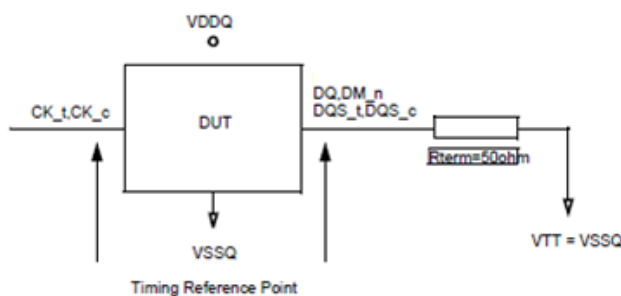 VDDQ
CK_t,CK_c
DUT
DQ,DM_n
DQS_t,DQS_c
Rterm=50ohm
VSSQ
VTT = VSSQ
Timing Reference Point